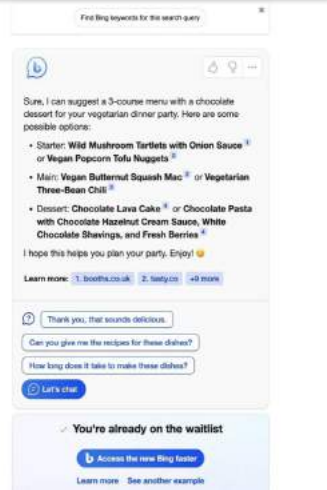 Find Bing keywords for this search query
Sure, I can suggest a 3-course menu with a chocolate
dessert for your vegetarian dinner party. Here are some
possible options:
• Starter: Wild Mushroom Tartlets with Onion Sauce 1
or Vegan Popcorn Tofu Nuggets 2
• Main: Vegan Butternut Squash Mac 2 or Vegetarian
Three-Bean Chili 3
• Dessert: Chocolate Lava Cake 4 or Chocolate Pasta
with Chocolate Hazelnut Cream Sauce, White
Chocolate Shavings, and Fresh Berries 4
I hope this helps you plan your party. Enjoy! 😊
Learn more: 1. booths.co.uk 2. tasty.co +9 more
Thank you, that sounds delicious.
Can you give me the recipes for these dishes?
How long does it take to make these dishes?
Let's chat
You're already on the waitlist
Access the new Bing faster
Learn more See another example